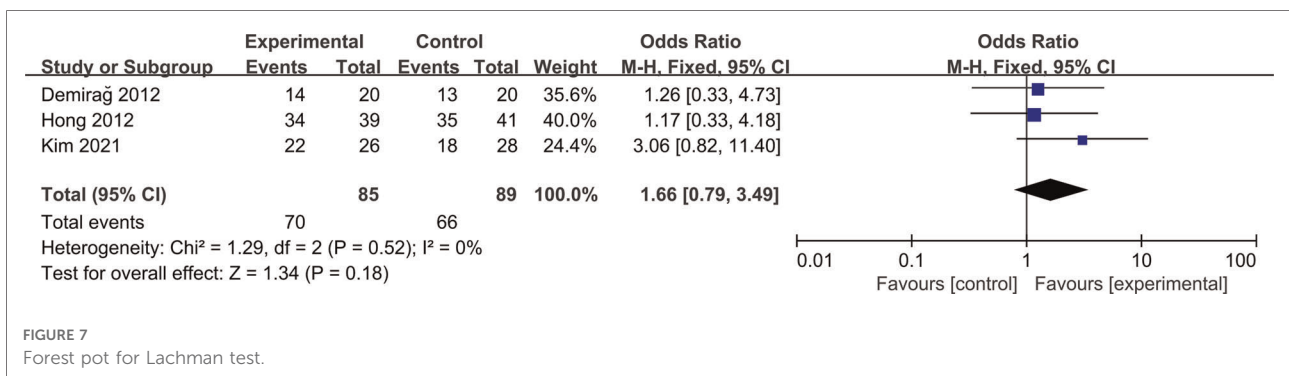 Experimental Control Odds Ratio Odds Ratio
Study or Subgroup Events Total Events Total Weight M-H, Fixed, 95% CI M-H, Fixed, 95% CI
Demirağ 2012 14 20 13 20 35.6% 1.26 [0.33, 4.73]
Hong 2012 34 39 35 41 40.0% 1.17 [0.33, 4.18]
Kim 2021 22 26 18 28 24.4% 3.06 [0.82, 11.40]
Total (95% CI) 85 89 100.0% 1.66 [0.79, 3.49]
Total events 70 66
Heterogeneity: Chi² = 1.29, df = 2 (P = 0.52); I² = 0%
Test for overall effect: Z = 1.34 (P = 0.18)
0.01 0.1 1 10 100
Favours [control] Favours [experimental]
FIGURE 7
Forest pot for Lachman test.